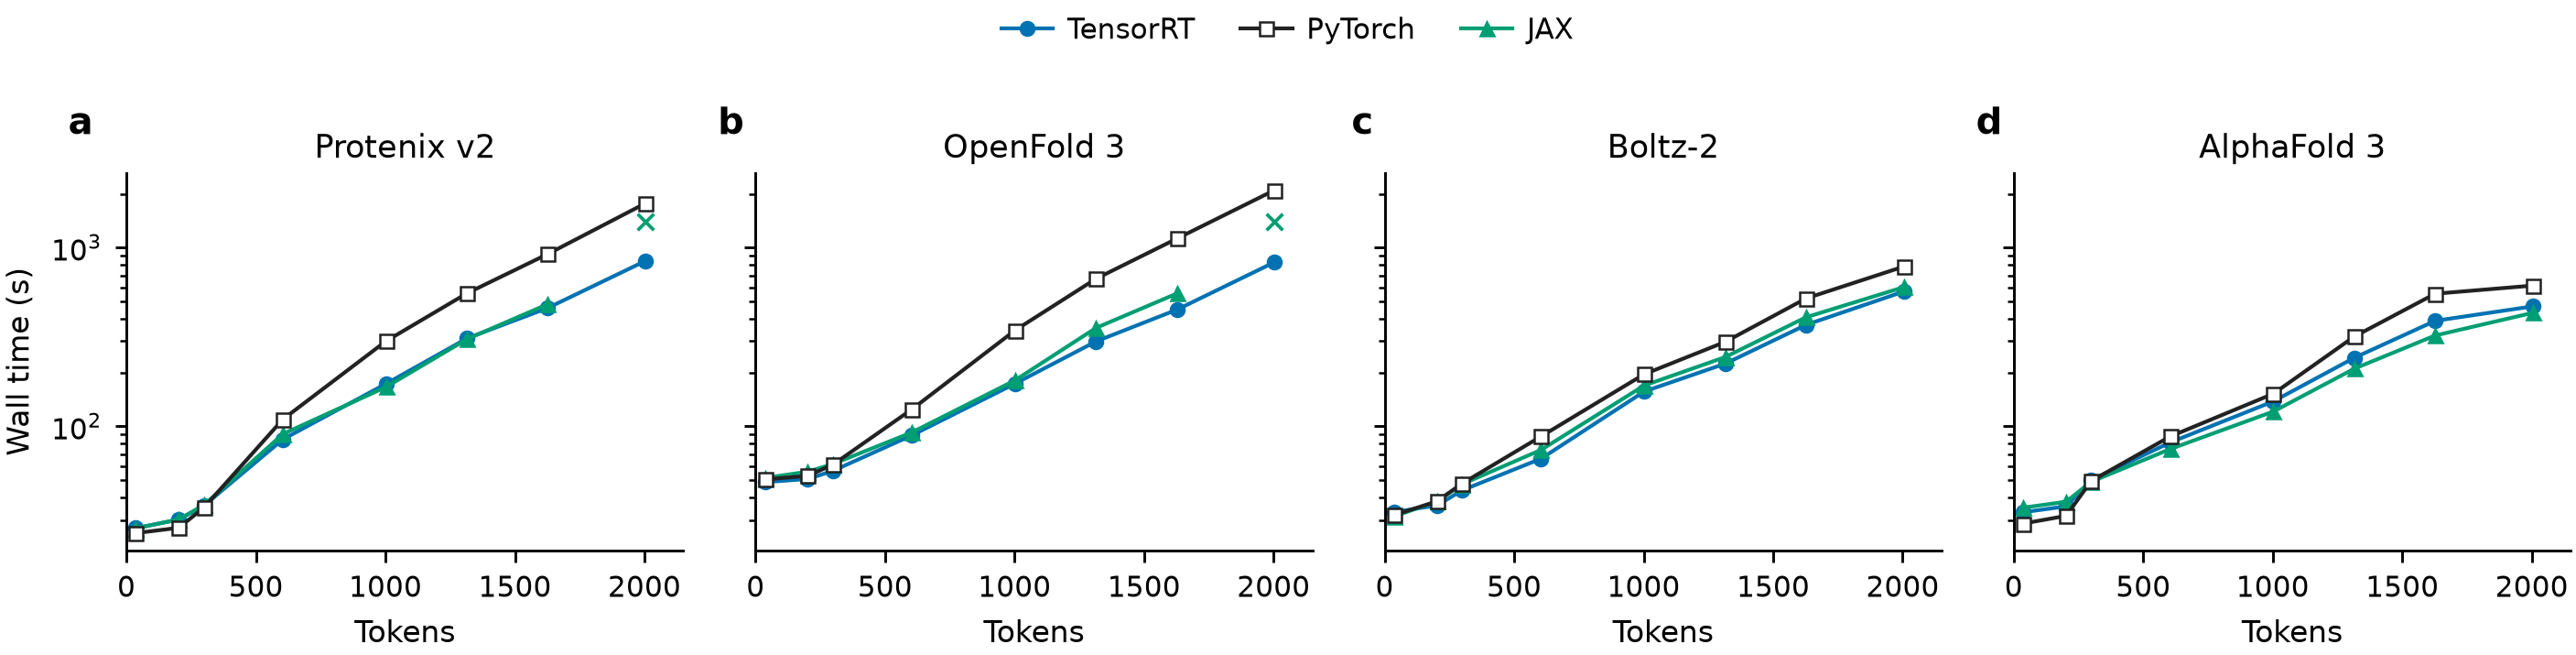 TensorRT PyTorch JAX
a b c d
Protenix v2 OpenFold 3 Boltz-2 AlphaFold 3
Wall time (s)
10³
10²
0 500 1000 1500 2000 0 500 1000 1500 2000 0 500 1000 1500 2000 0 500 1000 1500 2000
Tokens Tokens Tokens Tokens